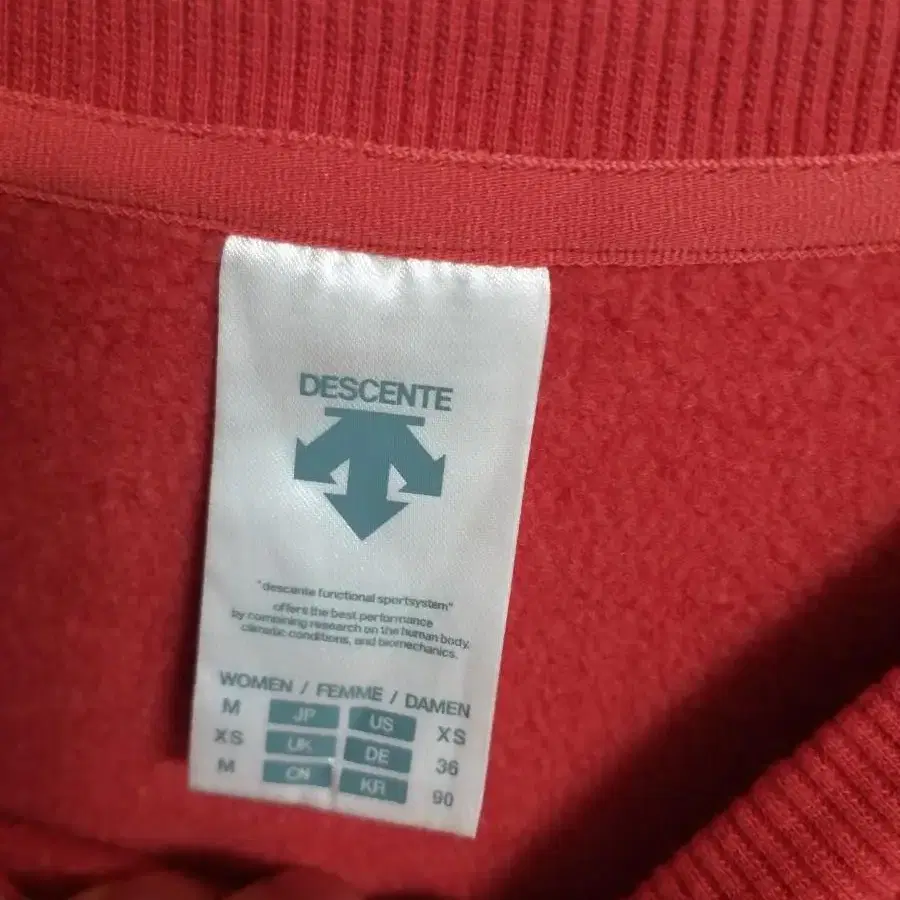 DESCENTE
"descente functional sportsystem"
offers the best performance
by combining research on the human body,
climatic conditions, and biomechanics.
WOMEN / FEMME / DAMEN
M JP US XS
XS UK DE 36
M CN KR 90